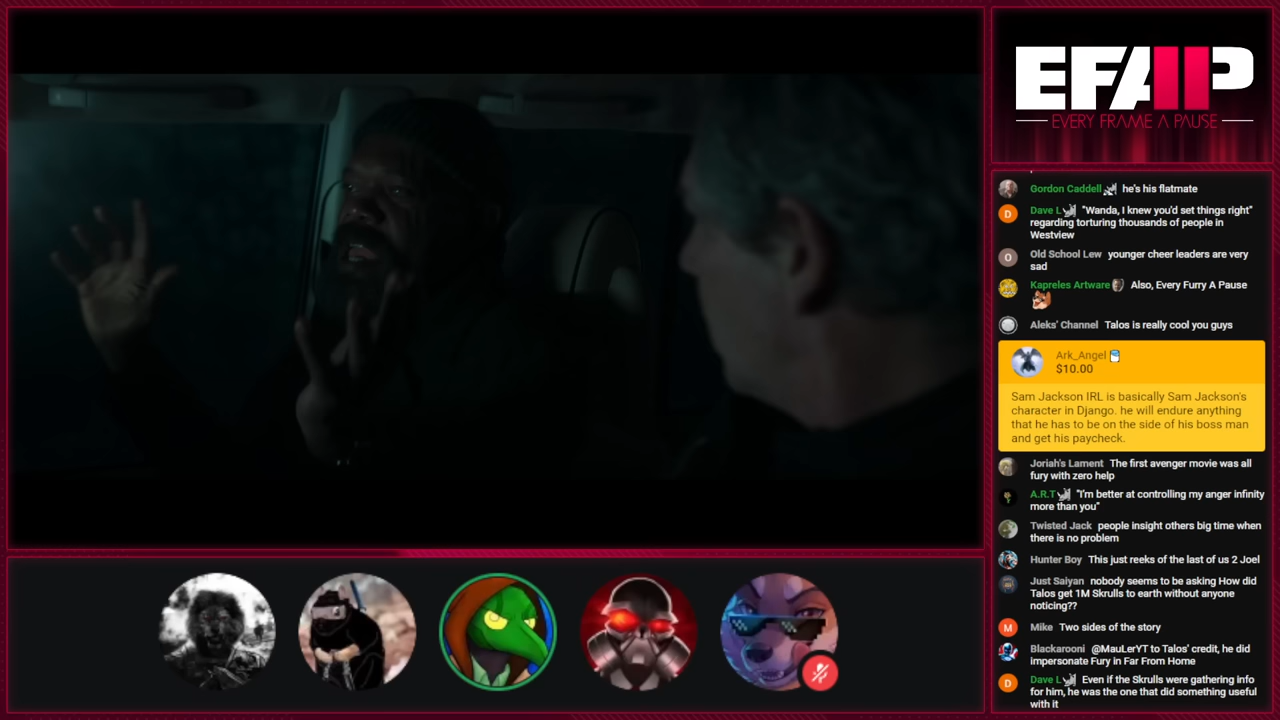 EFAP
EVERY FRAME A PAUSE
Gordon Caddell he's his flatmate
D
Dave L "Wanda, I knew you'd set things right"
regarding torturing thousands of people in
Westview
O
Old School Lew younger cheer leaders are very
sad
Kapreles Artware Also, Every Furry A Pause
Aleks' Channel Talos is really cool you guys
Ark_Angel
$10.00
Sam Jackson IRL is basically Sam Jackson's
character in Django. he will endure anything
that he has to be on the side of his boss man
and get his paycheck.
Joriah's Lament The first avenger movie was all
fury with zero help
A.R.T "I'm better at controlling my anger infinity
more than you"
Twisted Jack people insight others big time when
there is no problem
Hunter Boy This just reeks of the last of us 2 Joel
Just Saiyan nobody seems to be asking How did
Talos get 1M Skrulls to earth without anyone
noticing??
M
Mike Two sides of the story
Blackarooni @MauLerYT to Talos' credit, he did
impersonate Fury in Far From Home
D
Dave L Even if the Skrulls were gathering info
for him, he was the one that did something useful
with it